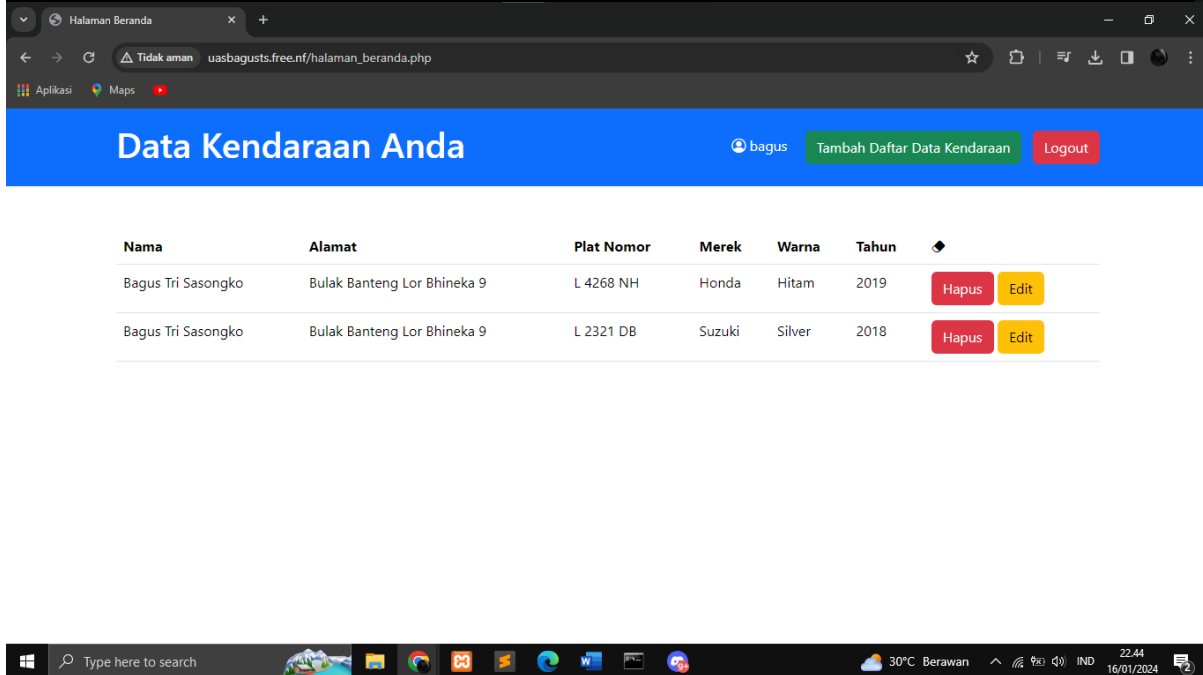 Halaman Beranda
Tidak aman uasbagusts.free.nf/halaman_beranda.php
Aplikasi Maps
Data Kendaraan Anda bagus Tambah Daftar Data Kendaraan Logout
Nama Alamat Plat Nomor Merek Warna Tahun
Bagus Tri Sasongko Bulak Banteng Lor Bhineka 9 L 4268 NH Honda Hitam 2019 Hapus Edit
Bagus Tri Sasongko Bulak Banteng Lor Bhineka 9 L 2321 DB Suzuki Silver 2018 Hapus Edit
Type here to search 30°C Berawan IND 22.44
16/01/2024 2